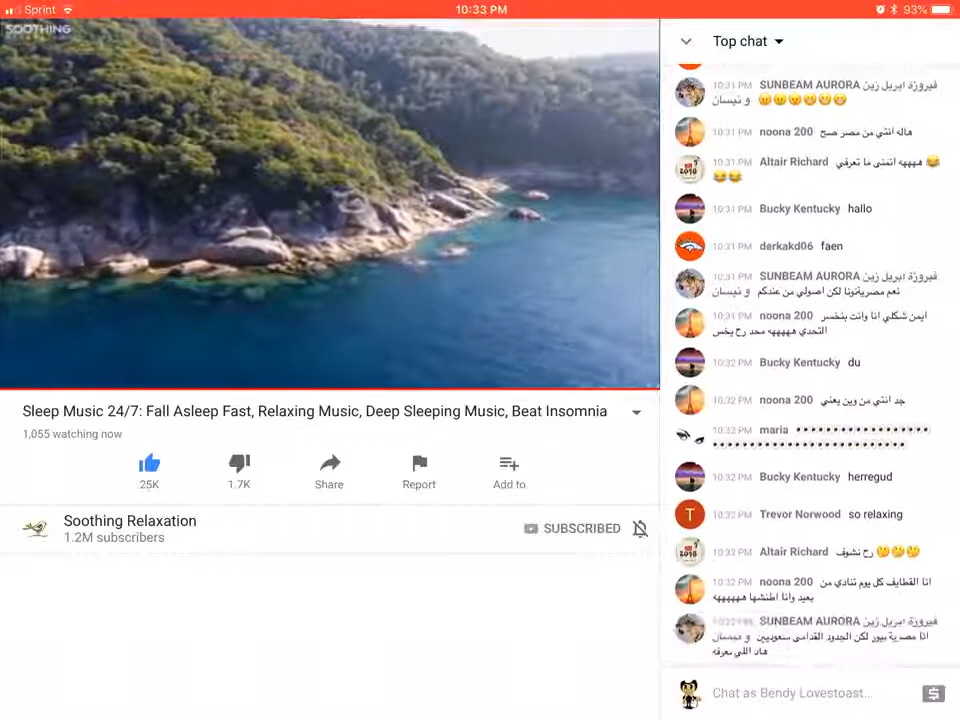 Sprint
10:33 PM
93%
SOOTHING
Sleep Music 24/7: Fall Asleep Fast, Relaxing Music, Deep Sleeping Music, Beat Insomnia
1,055 watching now
25K
1.7K
Share
Report
Add to
Soothing Relaxation
1.2M subscribers
SUBSCRIBED
Top chat
10:31 PM SUNBEAM AURORA فيروزة ابريل زين
و نيسان 😠😠😠😁😁😁
10:31 PM noona 200 هاله انتي من مصر صح
10:31 PM Altair Richard هههههه اتمنى ما تعرفي 😂
😂😂
10:31 PM Bucky Kentucky hallo
10:31 PM derkakd06 faen
10:31 PM SUNBEAM AURORA فيروزة ابريل زين
و نيسان نعم مصريةونا لكن اصولي من عندكم
10:31 PM noona 200 ايمن شكلي انا وانت بنخسر
التحدي هههههه محد رح يخس
10:32 PM Bucky Kentucky du
10:32 PM noona 200 جد انتي من وين يعني
10:32 PM maria
10:32 PM Bucky Kentucky herregud
10:32 PM Trevor Norwood so relaxing
10:32 PM Altair Richard رح نشوف 🤔🤔🤔
10:32 PM noona 200 انا القطايف كل يوم تنادي من
بعيد وانا اطنشها ههههههه
SUNBEAM AURORA فيروزة ابريل زين
و نيسان انا مصرية بيور لكن الجدود القدامى سعوديين
هاد اللي معرفه
Chat as Bendy Lovestoast...